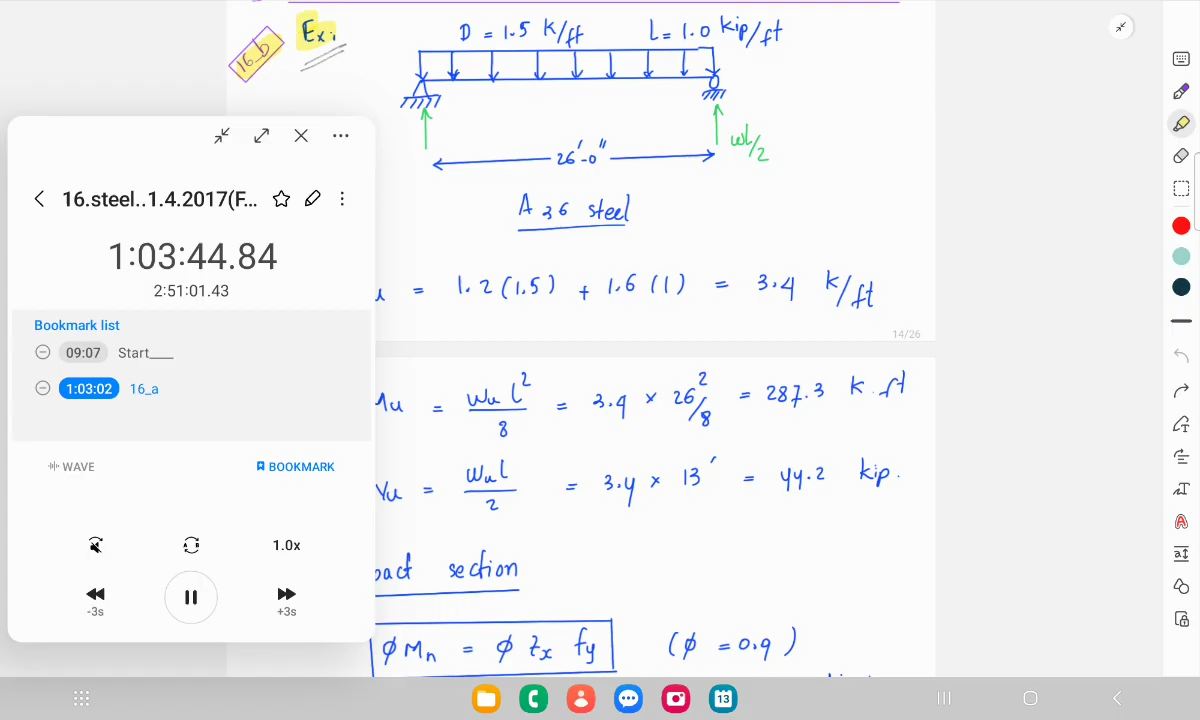 16_b
Ex:
D = 1.5 k/ft
L = 1.0 kip/ft
wl/2
26'-0"
A36 steel
u = 1.2(1.5) + 1.6(1) = 3.4 k/ft
14/26
Mu = Wu l²/8 = 3.4 × 26²/8 = 287.3 k.ft
Vu = Wu l/2 = 3.4 × 13' = 44.2 kip.
pact section
φMn = φ Zx fy (φ = 0.9)
16.steel..1.4.2017(F...
1:03:44.84
2:51:01.43
Bookmark list
09:07 Start___
1:03:02 16_a
WAVE
BOOKMARK
1.0x
-3s
+3s
13